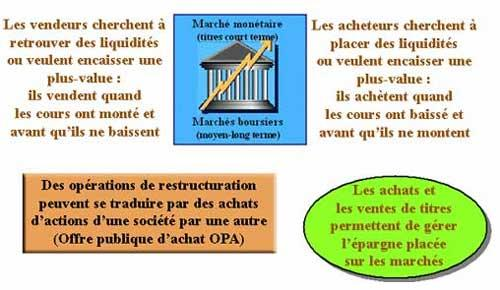 Les vendeurs cherchent à
retrouver des liquidités
ou veulent encaisser une
plus-value :
ils vendent quand
les cours ont monté et
avant qu'ils ne baissent
Marché monétaire
(titres court terme)
Marchés boursiers
(moyen-long terme)
Les acheteurs cherchent à
placer des liquidités
ou veulent encaisser une
plus-value :
ils achètent quand
les cours ont baissé et
avant qu'ils ne montent
Des opérations de restructuration
peuvent se traduire par des achats
d'actions d'une société par une autre
(Offre publique d'achat OPA)
Les achats et
les ventes de titres
permettent de gérer
l'épargne placée
sur les marchés